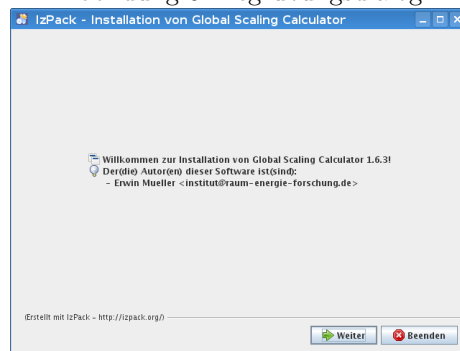 IzPack - Installation von Global Scaling Calculator
Willkommen zur Installation von Global Scaling Calculator 1.6.3!
Der(die) Autor(en) dieser Software ist(sind):
- Erwin Mueller <institut@raum-energie-forschung.de>
(Erstellt mit IzPack - http://izpack.org/)
Weiter
Beenden